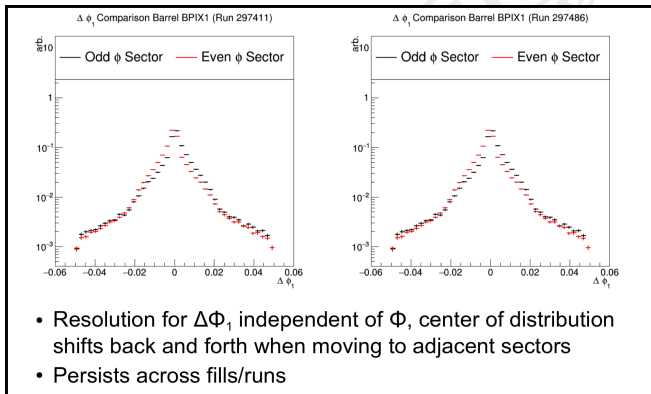 Δ ϕ₁ Comparison Barrel BPIX1 (Run 297411)
arb.
10
Odd ϕ Sector
Even ϕ Sector
1
10⁻¹
10⁻²
10⁻³
−0.06 −0.04 −0.02 0 0.02 0.04 0.06
Δ ϕ₁
Δ ϕ₁ Comparison Barrel BPIX1 (Run 297486)
arb.
10
Odd ϕ Sector
Even ϕ Sector
1
10⁻¹
10⁻²
10⁻³
−0.06 −0.04 −0.02 0 0.02 0.04 0.06
Δ ϕ₁
• Resolution for ΔΦ₁ independent of Φ, center of distribution
shifts back and forth when moving to adjacent sectors
• Persists across fills/runs